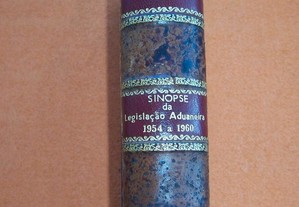 SINOPSE
da
Legislação Aduaneira
1954 a 1960